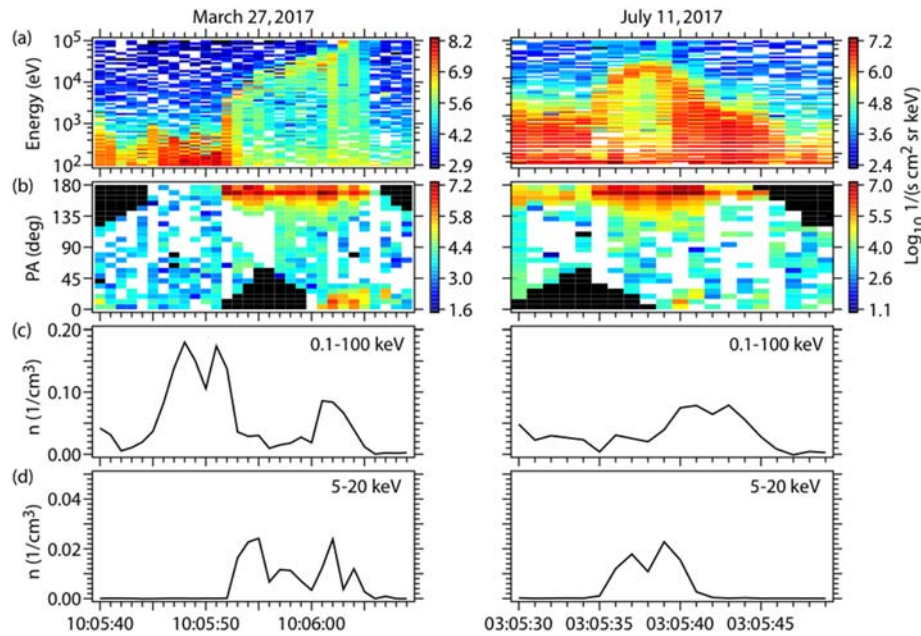 March 27, 2017 July 11, 2017
(a)
Energy (eV)
10⁵
10⁴
10³
10²
8.2
6.9
5.6
4.2
2.9
7.2
6.0
4.8
3.6
2.4
(b)
PA (deg)
180
135
90
45
0
7.2
5.8
4.4
3.0
1.6
7.0
5.5
4.0
2.6
1.1
Log₁₀ 1/(s cm² sr keV)
(c)
n (1/cm³)
0.20
0.10
0.00
0.1-100 keV 0.1-100 keV
(d)
n (1/cm³)
0.04
0.02
0.00
5-20 keV 5-20 keV
10:05:40 10:05:50 10:06:00 03:05:30 03:05:35 03:05:40 03:05:45